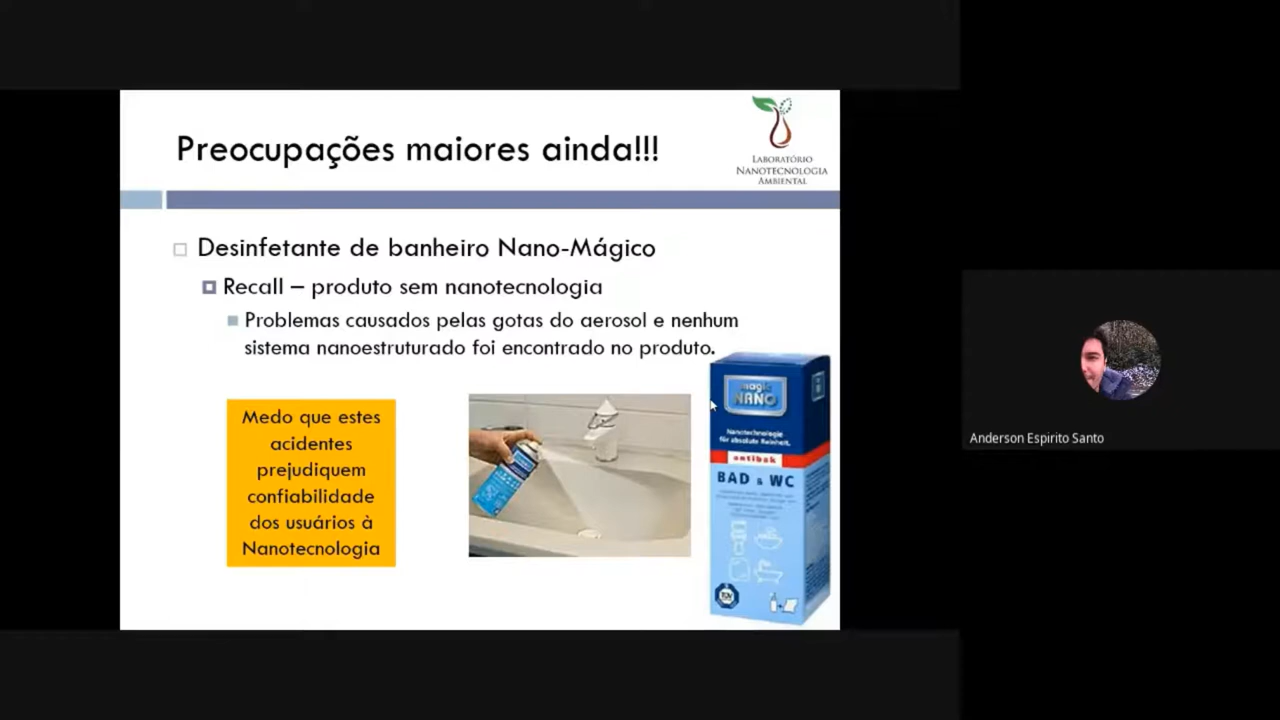 Preocupações maiores ainda!!!
LABORATÓRIO
NANOTECNOLOGIA
AMBIENTAL
Desinfetante de banheiro Nano-Mágico
Recall – produto sem nanotecnologia
Problemas causados pelas gotas do aerosol e nenhum
sistema nanoestruturado foi encontrado no produto.
Medo que estes
acidentes
prejudiquem
confiabilidade
dos usuários à
Nanotecnologia
magic
NANO
Nanotechnologie
für absolute Reinheit.
antibak
BAD & WC
TÜV
Anderson Espirito Santo